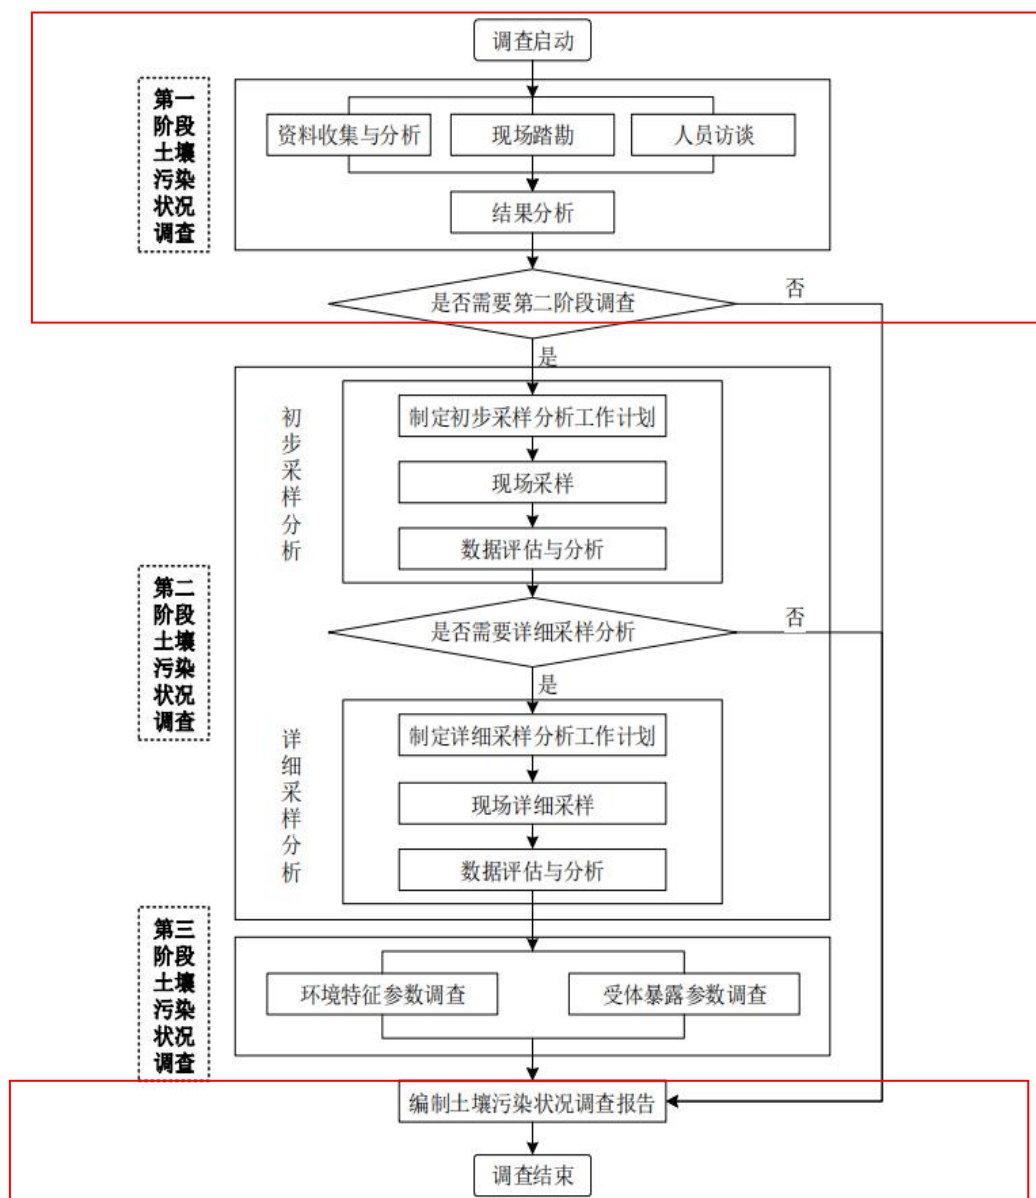 调查启动
第一
阶段
土壤
污染
状况
调查
资料收集与分析
现场踏勘
人员访谈
结果分析
是否需要第二阶段调查
否
是
初
步
采
样
分
析
制定初步采样分析工作计划
现场采样
数据评估与分析
第二
阶段
土壤
污染
状况
调查
是否需要详细采样分析
否
是
详
细
采
样
分
析
制定详细采样分析工作计划
现场详细采样
数据评估与分析
第三
阶段
土壤
污染
状况
调查
环境特征参数调查
受体暴露参数调查
编制土壤污染状况调查报告
调查结束